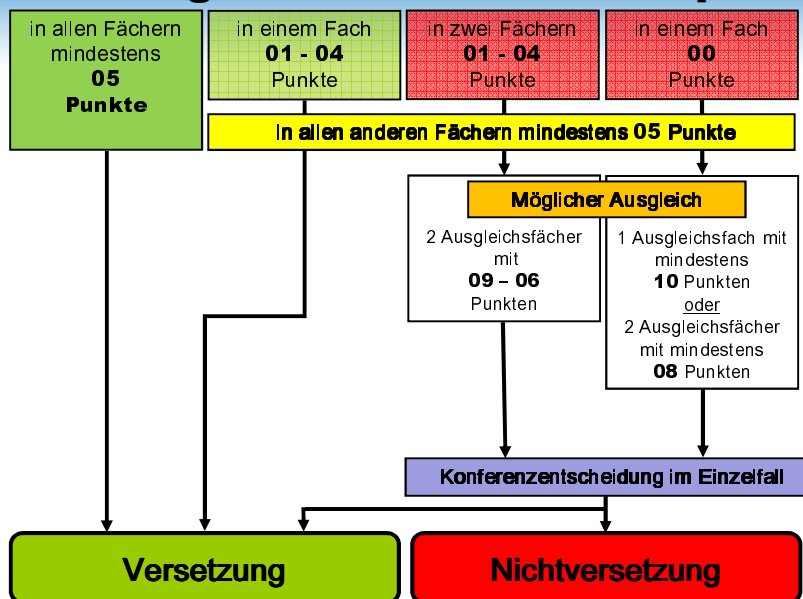 in allen Fächern
mindestens
05
Punkte
in einem Fach
01 - 04
Punkte
in zwei Fächern
01 - 04
Punkte
in einem Fach
00
Punkte
In allen anderen Fächern mindestens 05 Punkte
Möglicher Ausgleich
2 Ausgleichsfächer
mit
09 – 06
Punkten
1 Ausgleichsfach mit
mindestens
10 Punkten
oder
2 Ausgleichsfächer
mit mindestens
08 Punkten
Konferenzentscheidung im Einzelfall
Versetzung
Nichtversetzung